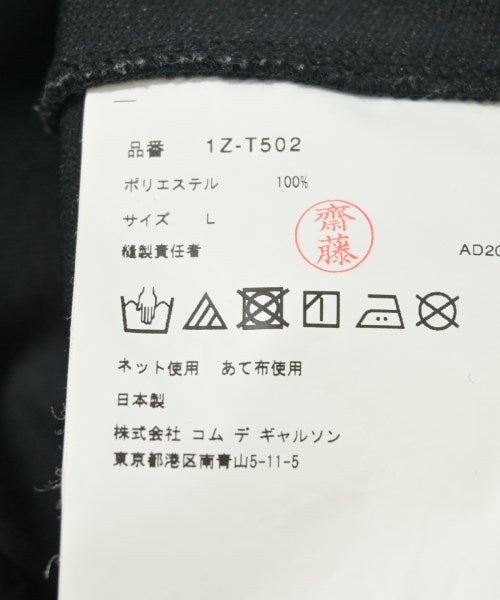 品番 1Z-T502
ポリエステル 100%
サイズ L
齋藤
縫製責任者 AD20
ネット使用 あて布使用
日本製
株式会社 コム デ ギャルソン
東京都港区南青山5-11-5